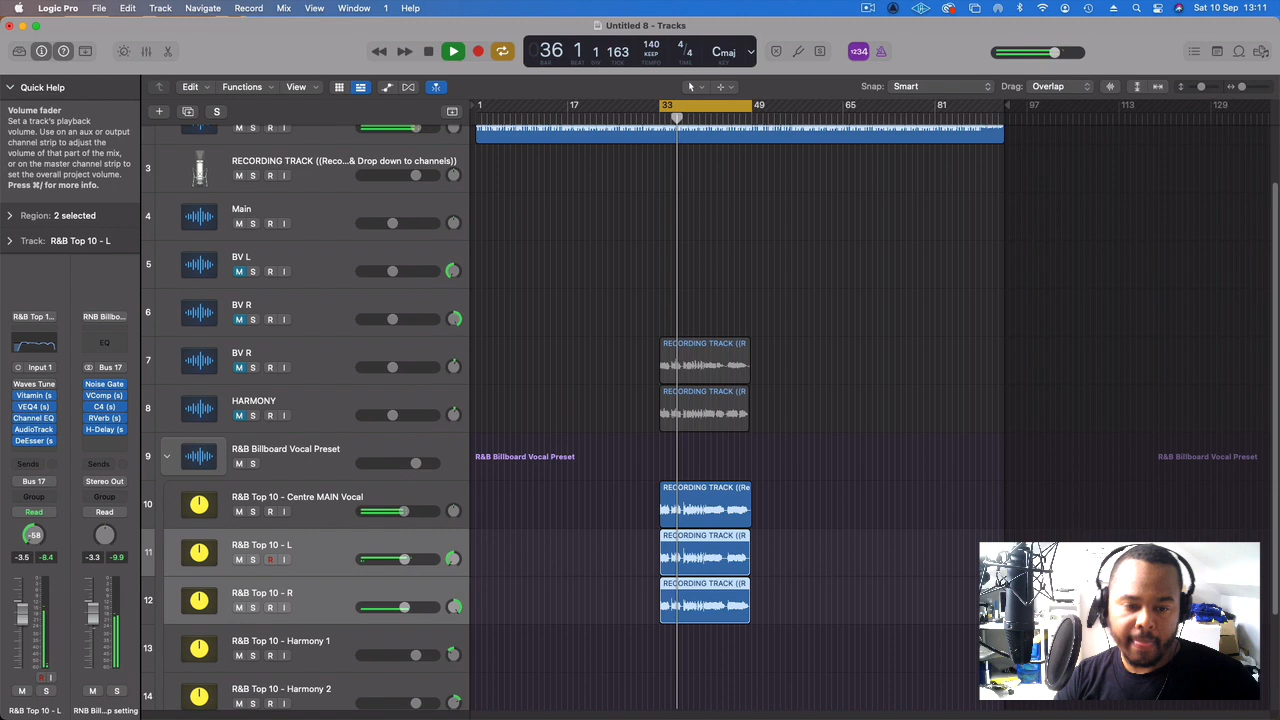 Logic Pro File Edit Track Navigate Record Mix View Window 1 Help
Sat 10 Sep 13:11
Untitled 8 - Tracks
36 1 1 163 140 4/4 Cmaj
BAR BEAT DIV TICK KEEP TEMPO TIME KEY
1234
Quick Help
Edit Functions View
Snap: Smart
Drag: Overlap
S
1 17 33 49 65 81 97 113 129
Volume fader
Set a track's playback
volume. Use on an aux or output
channel strip to adjust the
volume of that part of the mix,
or on the master channel strip to
set the overall project volume.
Press ⌘/ for more info.
Region: 2 selected
Track: R&B Top 10 - L
3 RECORDING TRACK ((Reco...& Drop down to channels))
M S R I
4 Main
M S R I
5 BV L
M S R I
6 BV R
M S R I
7 BV R
M S R I
RECORDING TRACK ((R
8 HARMONY
M S R I
RECORDING TRACK ((R
9 R&B Billboard Vocal Preset
M S
R&B Billboard Vocal Preset
R&B Billboard Vocal Preset
10 R&B Top 10 - Centre MAIN Vocal
M S R I
RECORDING TRACK ((Re
11 R&B Top 10 - L
M S R I
RECORDING TRACK ((R
12 R&B Top 10 - R
M S R I
RECORDING TRACK ((R
13 R&B Top 10 - Harmony 1
M S R I
14 R&B Top 10 - Harmony 2
M S R I
R&B Top 1... RNB Billbo...
EQ
Input 1 Bus 17
Waves Tune Noise Gate
Vitamin (s VComp (s)
VEQ4 (s) C4 (s)
Channel EQ RVerb (s)
AudioTrack H-Delay (s)
DeEsser (s
Sends Sends
Bus 17 Stereo Out
Group Group
Read Read
-58
-3.5 -8.4 -3.3 -9.9
R I
M S M S
R&B Top 10 - L RNB Bill...p setting